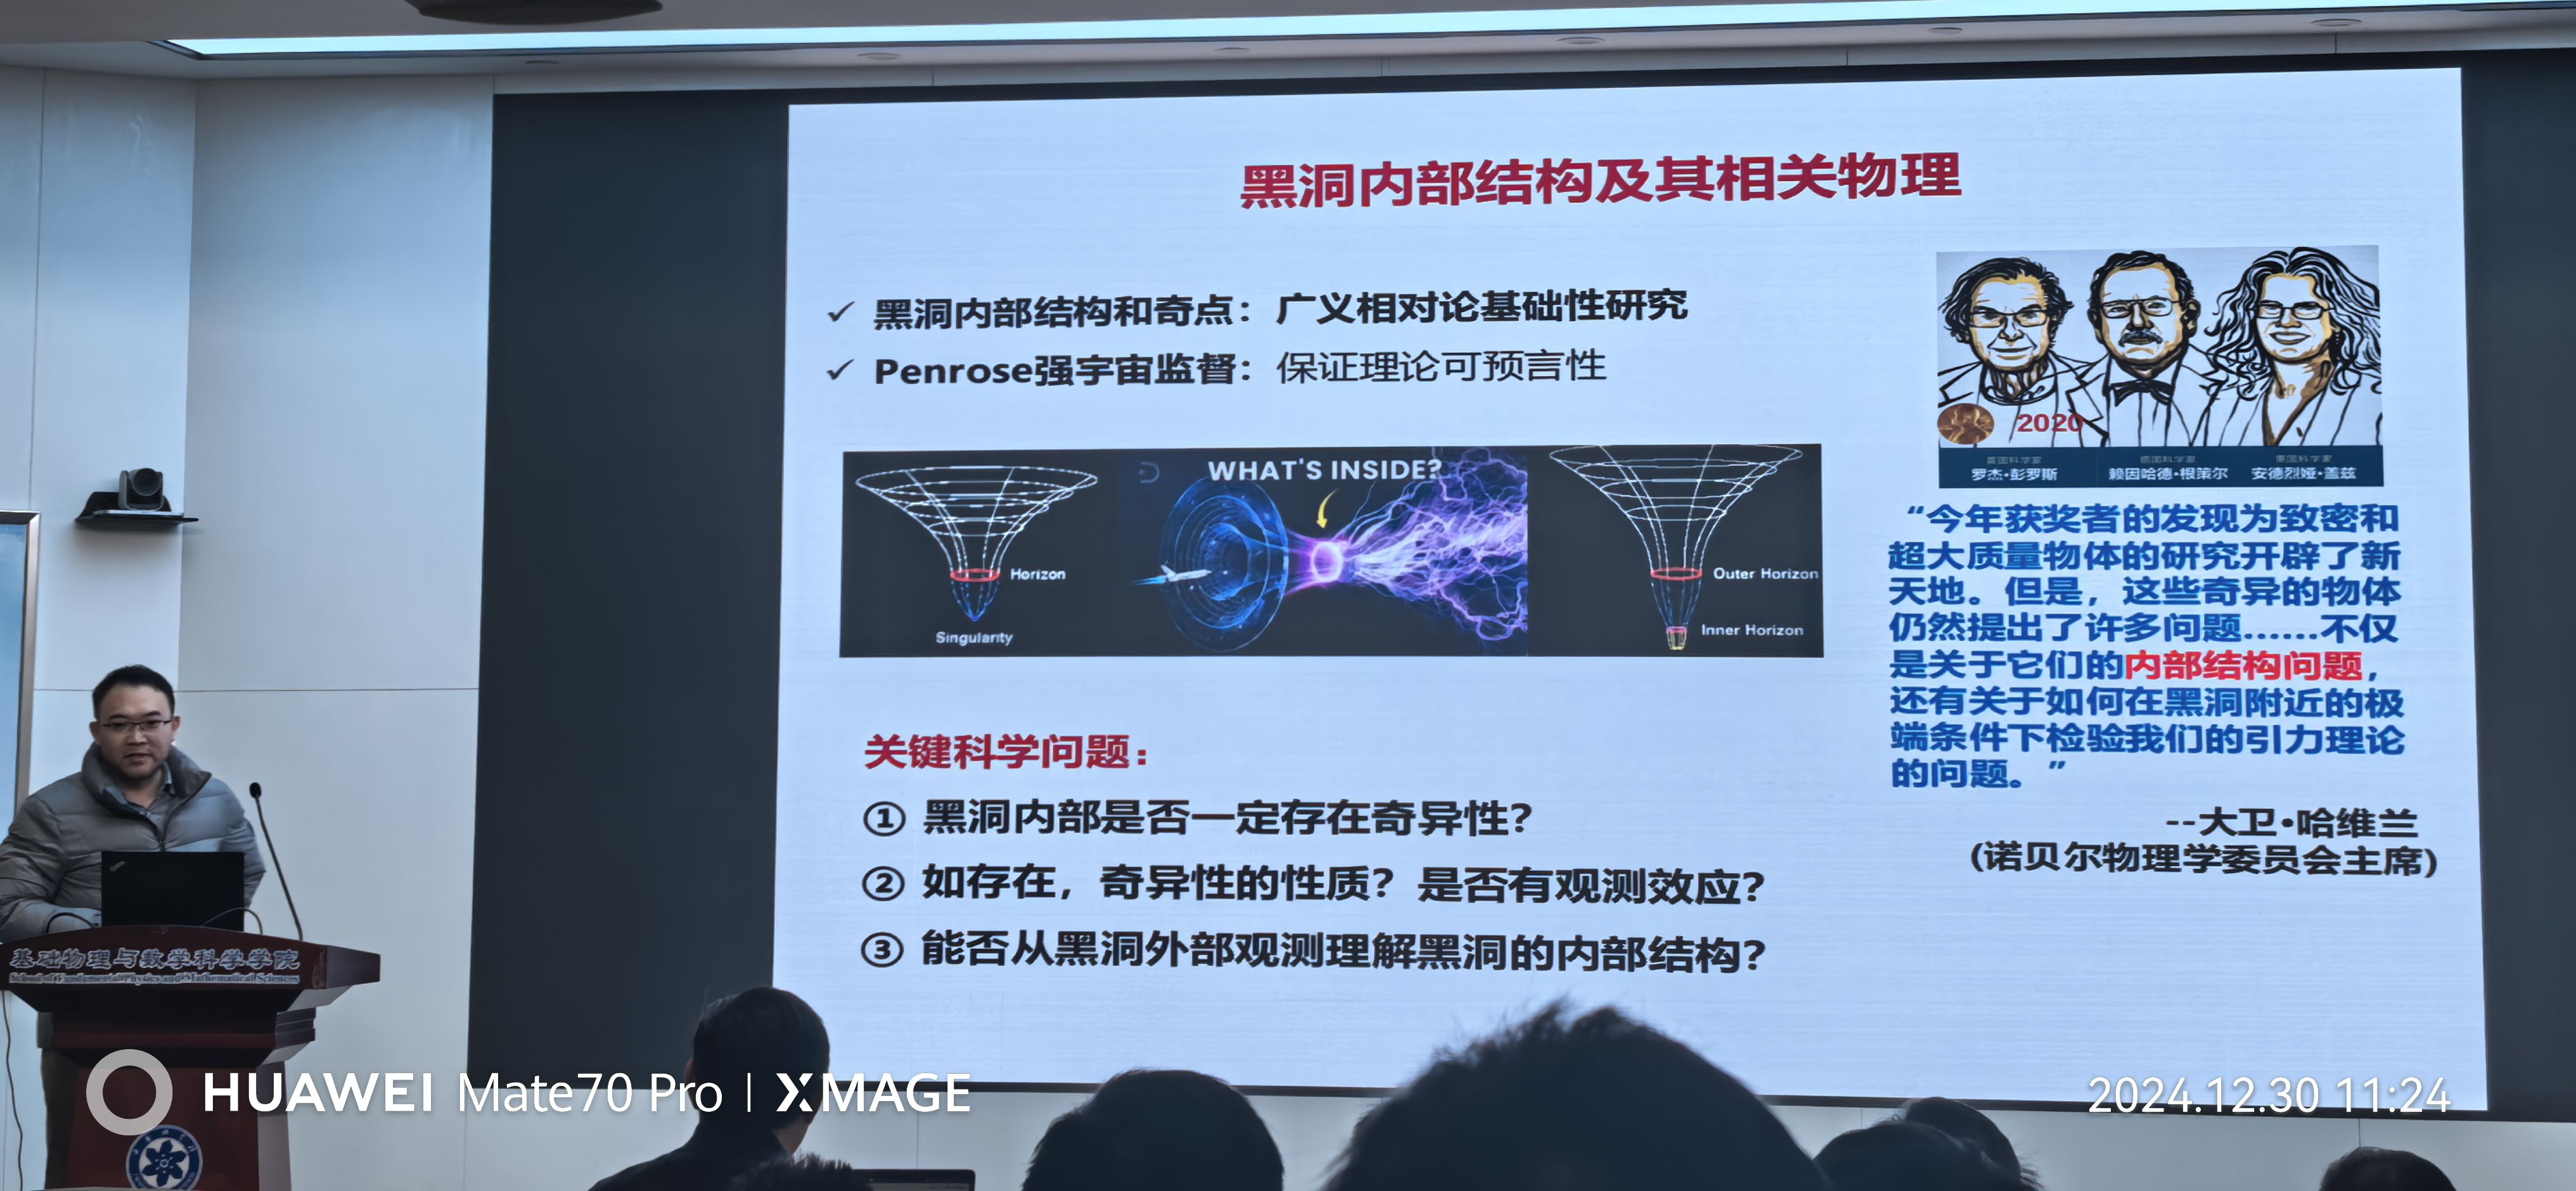 黑洞内部结构及其相关物理
✓ 黑洞内部结构和奇点：广义相对论基础性研究
✓ Penrose强宇宙监督：保证理论可预言性
2020
英国科学家 德国科学家 美国科学家
罗杰·彭罗斯 赖因哈德·根策尔 安德烈娅·盖兹
WHAT'S INSIDE?
Horizon
Singularity
Outer Horizon
Inner Horizon
“今年获奖者的发现为致密和
超大质量物体的研究开辟了新
天地。但是，这些奇异的物体
仍然提出了许多问题……不仅
是关于它们的内部结构问题，
还有关于如何在黑洞附近的极
端条件下检验我们的引力理论
的问题。”
--大卫·哈维兰
(诺贝尔物理学委员会主席)
关键科学问题：
① 黑洞内部是否一定存在奇异性？
② 如存在，奇异性的性质？是否有观测效应？
③ 能否从黑洞外部观测理解黑洞的内部结构？
基础物理与数学科学学院
School of Fundamental Physics and Mathematical Sciences
HUAWEI Mate70 Pro | XMAGE
2024.12.30 11:24